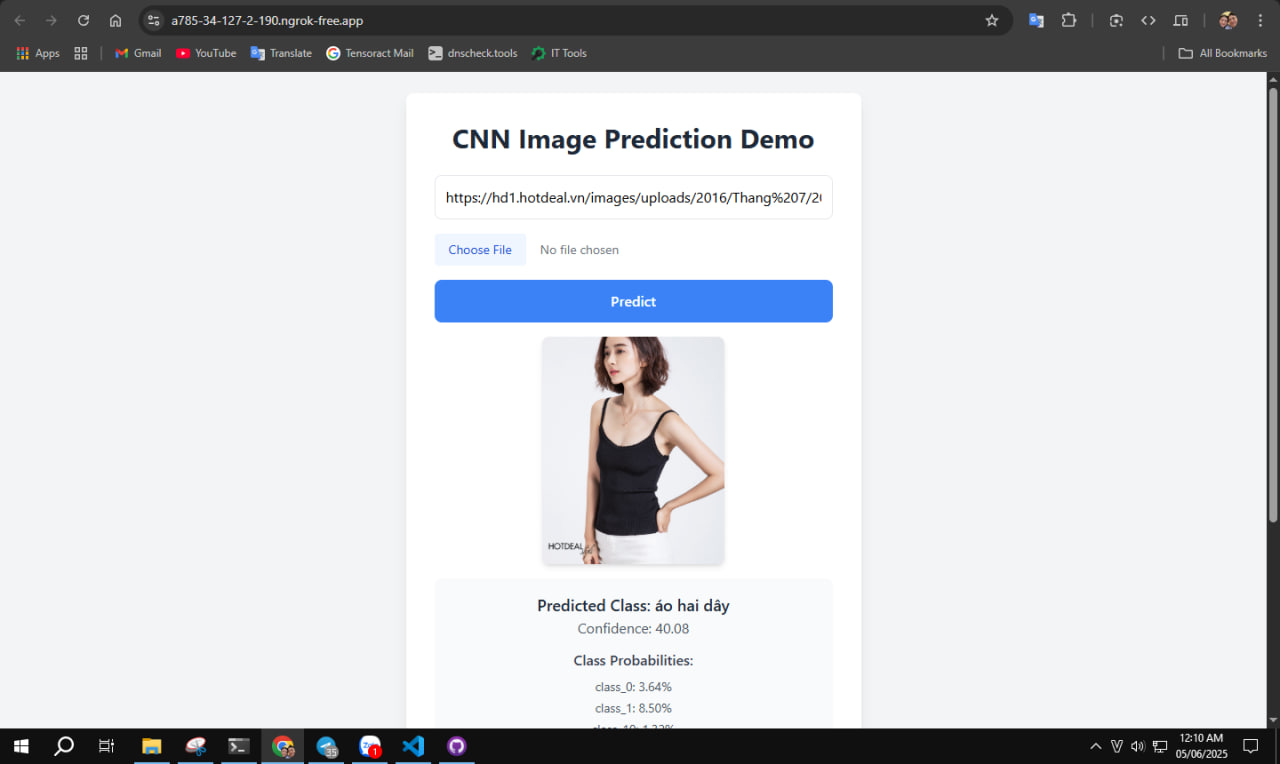 a785-34-127-2-190.ngrok-free.app
Apps Gmail YouTube Translate Tensoract Mail dnscheck.tools IT Tools All Bookmarks
CNN Image Prediction Demo
https://hd1.hotdeal.vn/images/uploads/2016/Thang%207/2
Choose File No file chosen
Predict
HOTDEAL
Predicted Class: áo hai dây
Confidence: 40.08
Class Probabilities:
class_0: 3.64%
class_1: 8.50%
35 1
12:10 AM
05/06/2025